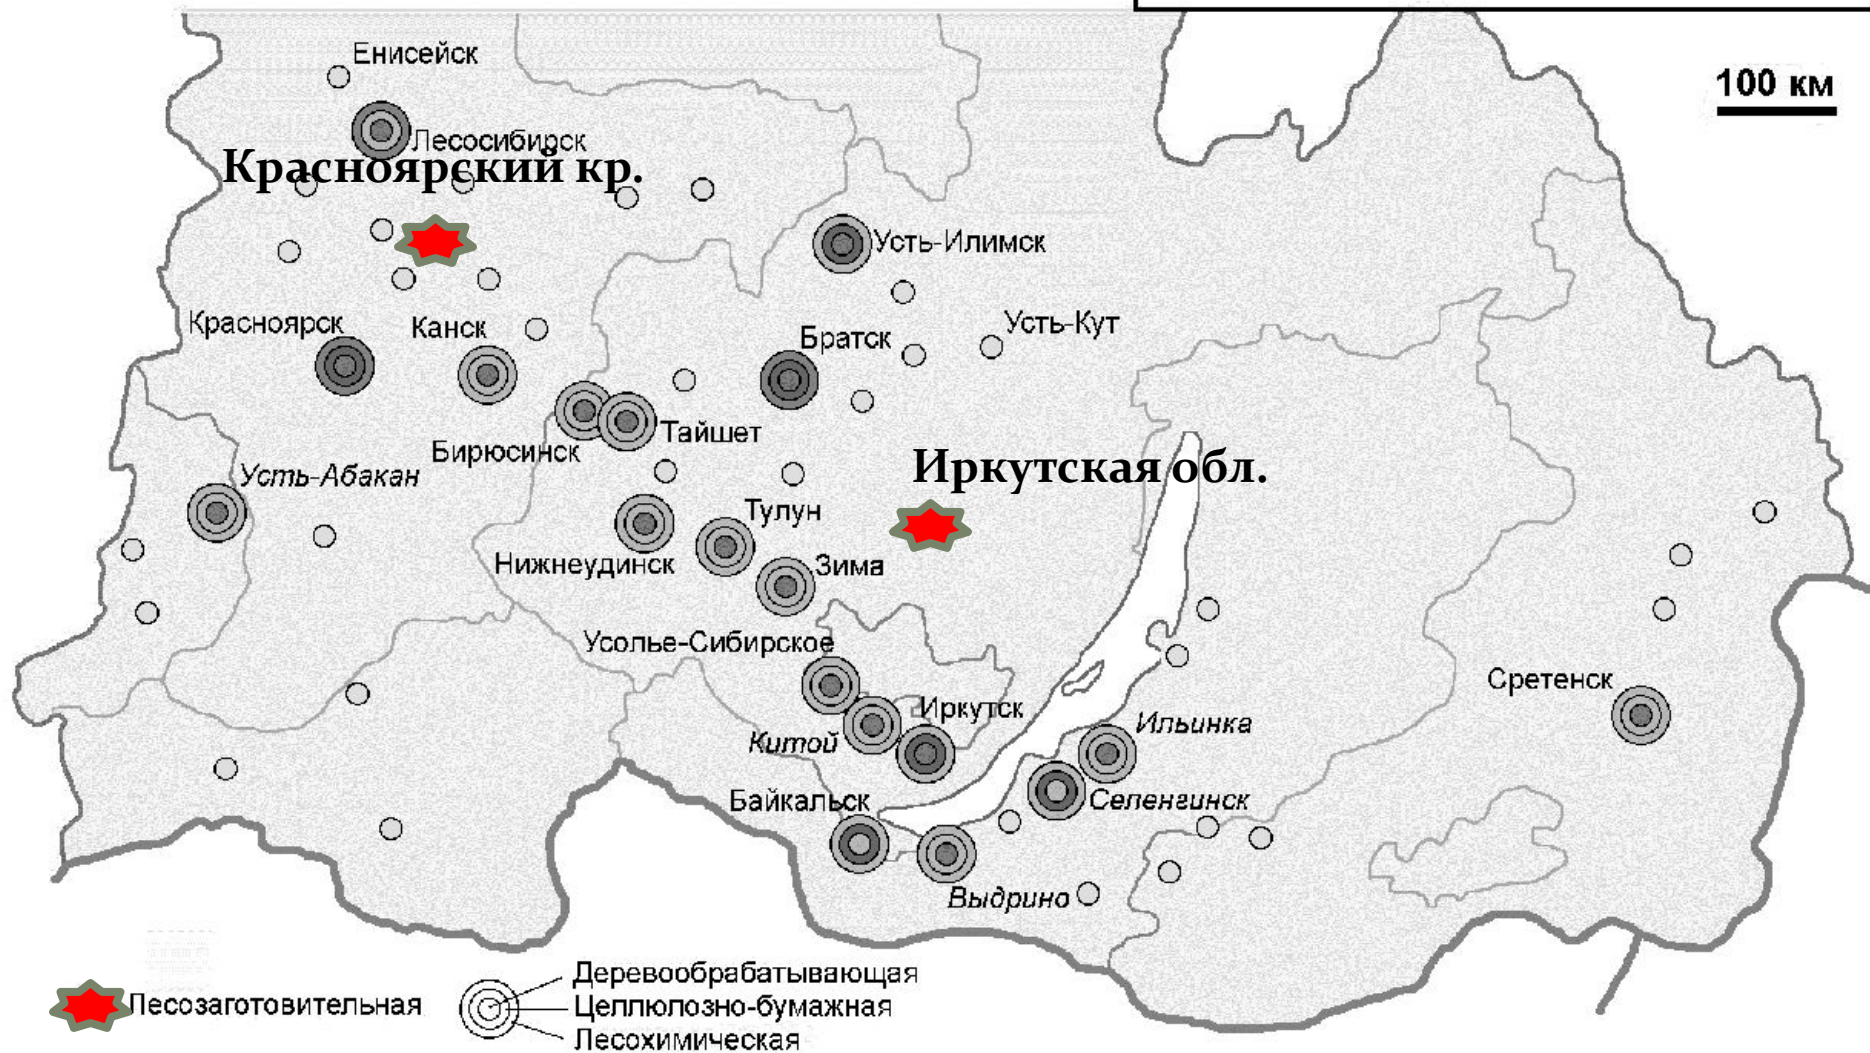 Енисейск
100 км
Лесосибирск
Красноярский кр.
Усть-Илимск
Красноярск
Канск
Братск
Усть-Кут
Бирюсинск
Тайшет
Иркутская обл.
Усть-Абакан
Тулун
Нижнеудинск
Зима
Усолье-Сибирское
Сретенск
Иркутск
Китой
Ильинка
Байкальск
Селенгинск
Выдрино
Лесозаготовительная
Деревообрабатывающая
Целлюлозно-бумажная
Лесохимическая